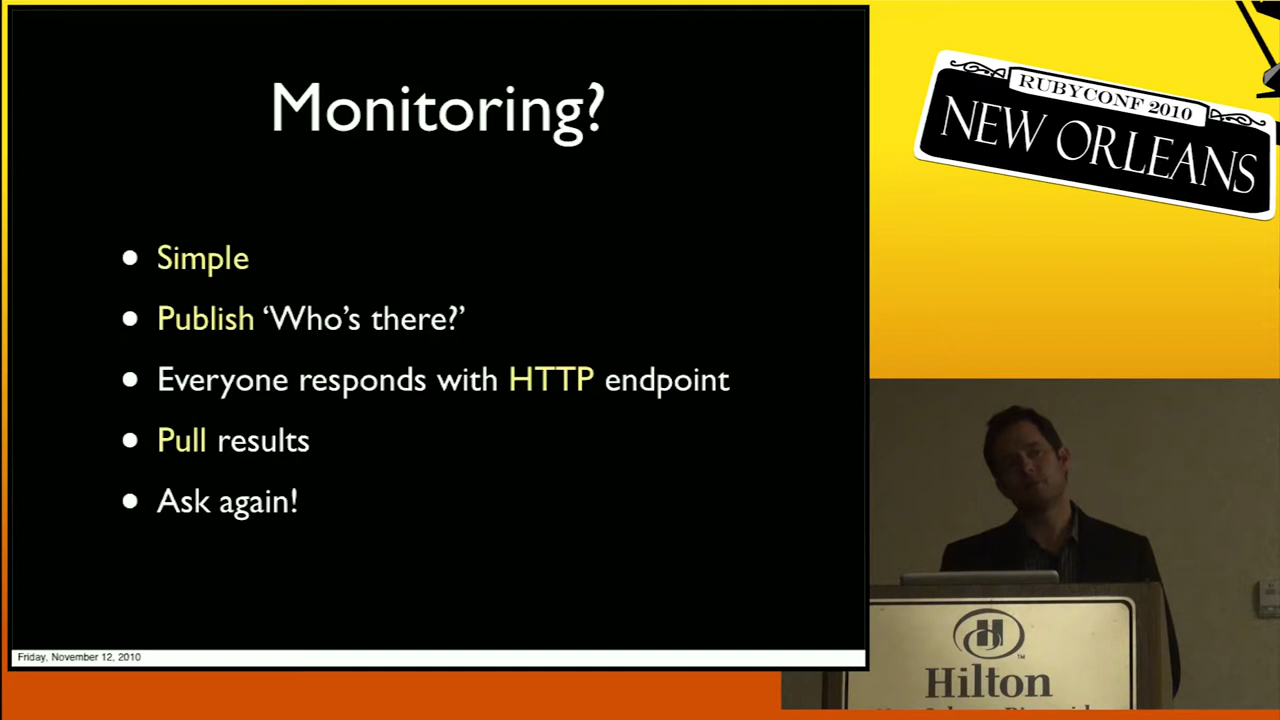 Monitoring?
• Simple
• Publish ‘Who’s there?’
• Everyone responds with HTTP endpoint
• Pull results
• Ask again!
Friday, November 12, 2010
RUBYCONF 2010
NEW ORLEANS
H
Hilton